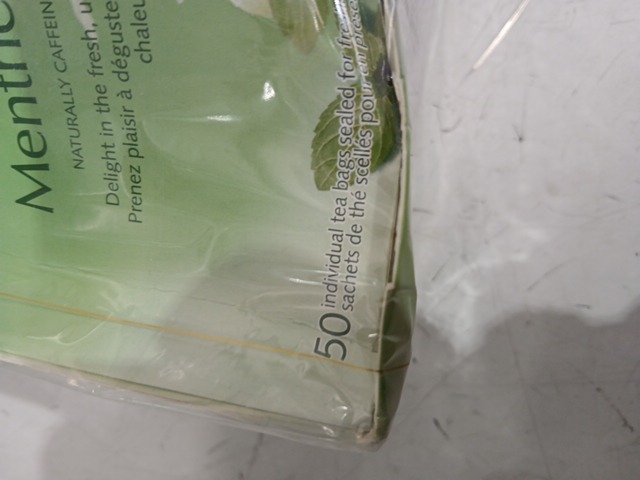 Menthe
NATURALLY CAFFEIN
Delight in the fresh, u
Prenez plaisir à déguste
chaleu
50 individual tea bags sealed for fre
sachets de thé scellés pour